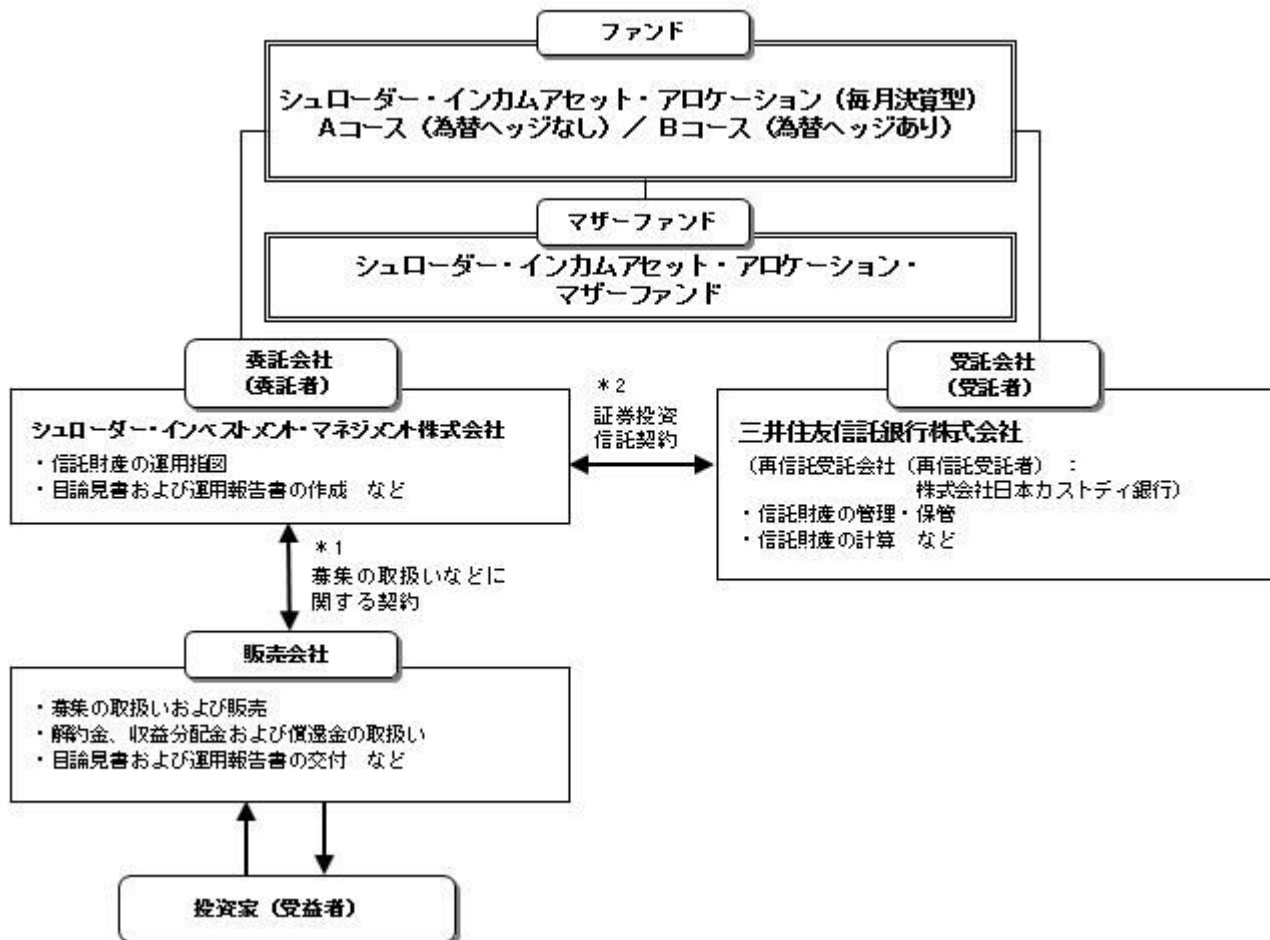 ファンド
シュローダー・インカムアセット・アロケーション（毎月決算型）
Aコース（為替ヘッジなし）／ Bコース（為替ヘッジあり）
マザーファンド
シュローダー・インカムアセット・アロケーション・
マザーファンド
委託会社
（委託者）
シュローダー・インベストメント・マネジメント株式会社
・信託財産の運用指図
・目論見書および運用報告書の作成　など
＊2
証券投資
信託契約
受託会社
（受託者）
三井住友信託銀行株式会社
（再信託受託会社（再信託受託者）：
株式会社日本カストディ銀行）
・信託財産の管理・保管
・信託財産の計算　など
＊1
募集の取扱いなどに
関する契約
販売会社
・募集の取扱いおよび販売
・解約金、収益分配金および償還金の取扱い
・目論見書および運用報告書の交付　など
投資家（受益者）